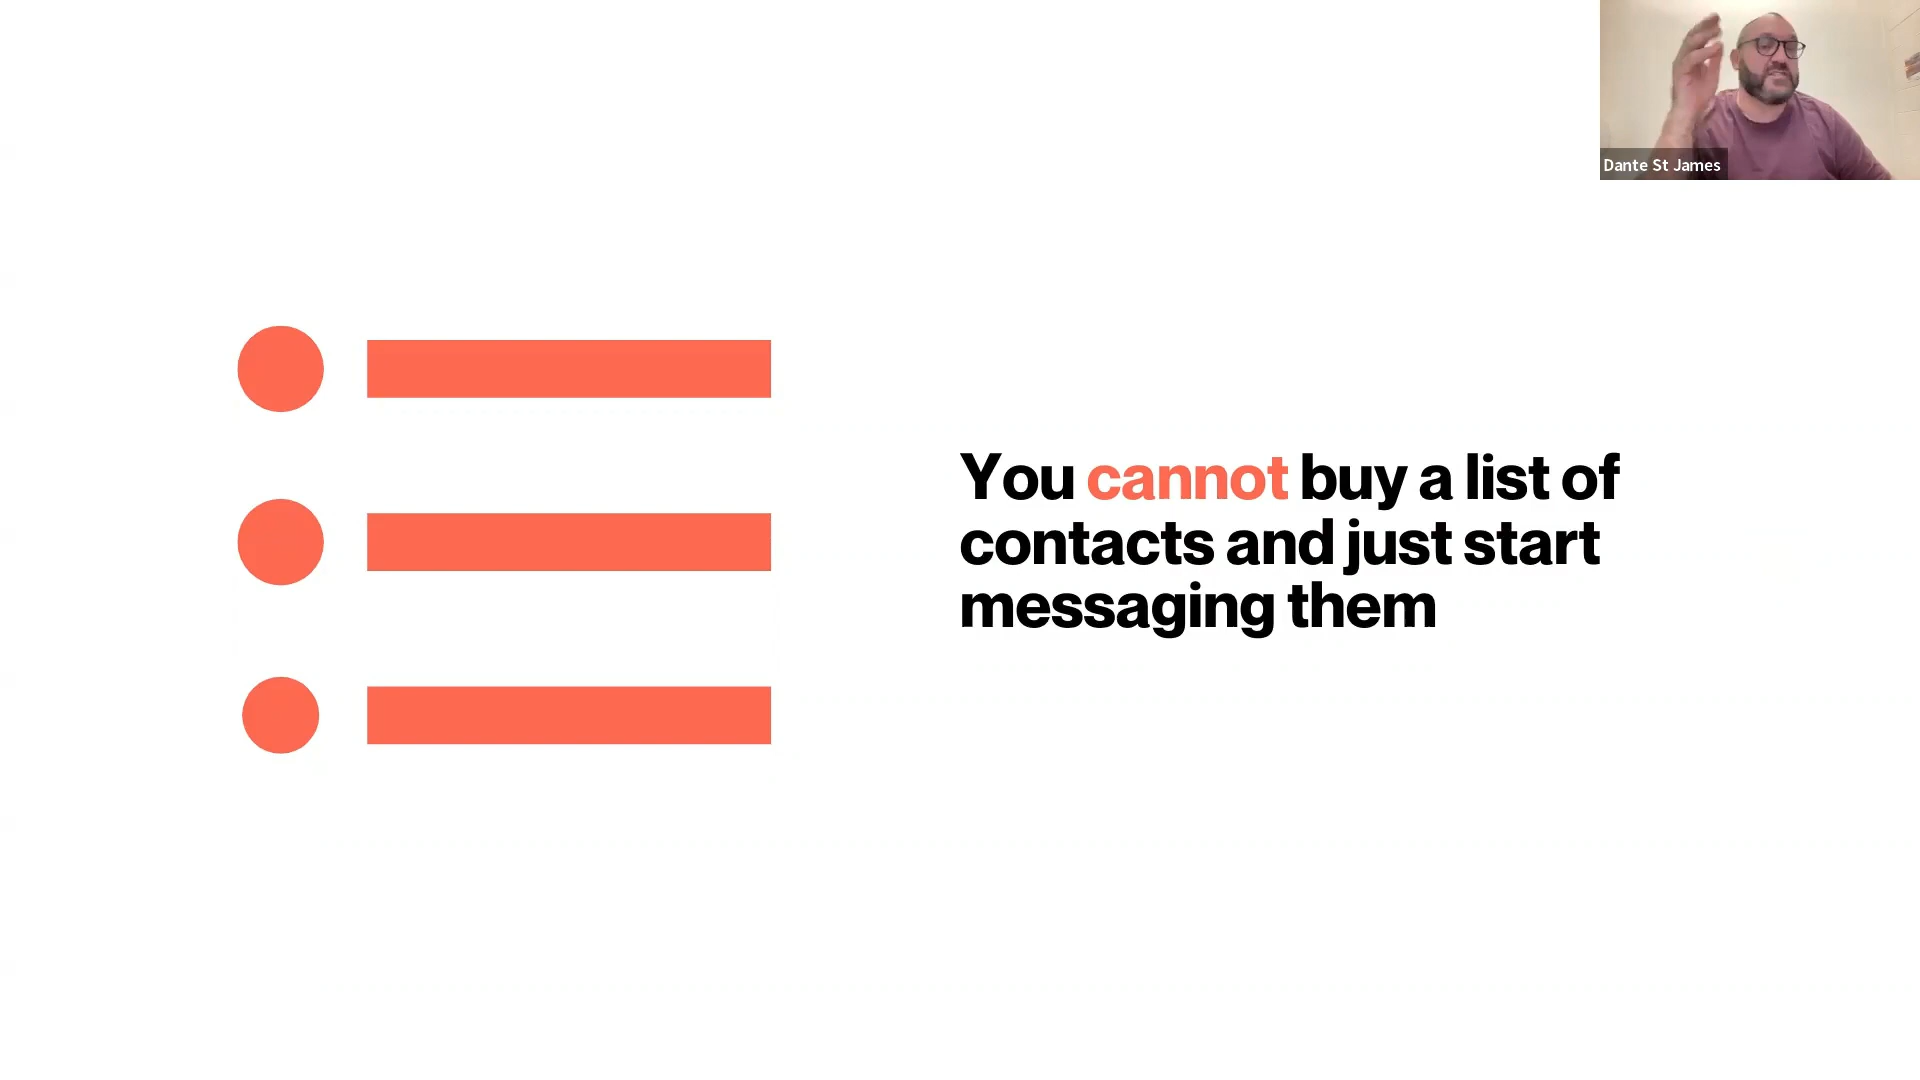 Dante St James
You cannot buy a list of
contacts and just start
messaging them